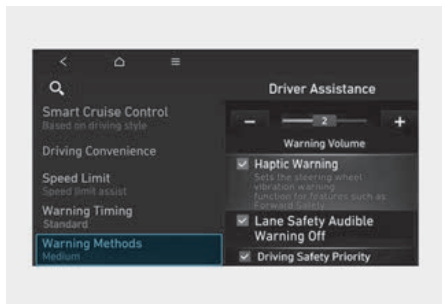 Driver Assistance
Smart Cruise Control
Based on driving style
Driving Convenience
Speed Limit
Speed limit assist
Warning Timing
Standard
Warning Methods
Medium
2
Warning Volume
Haptic Warning
Sets the steering wheel
vibration warning
function for features such as
Forward Safety
Lane Safety Audible
Warning Off
Driving Safety Priority